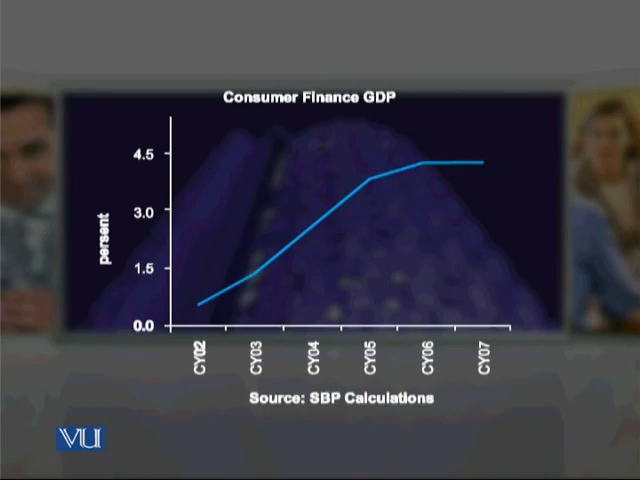 Consumer Finance GDP
4.5
3.0
1.5
0.0
persent
CY02 CY03 CY04 CY05 CY06 CY07
Source: SBP Calculations
VU